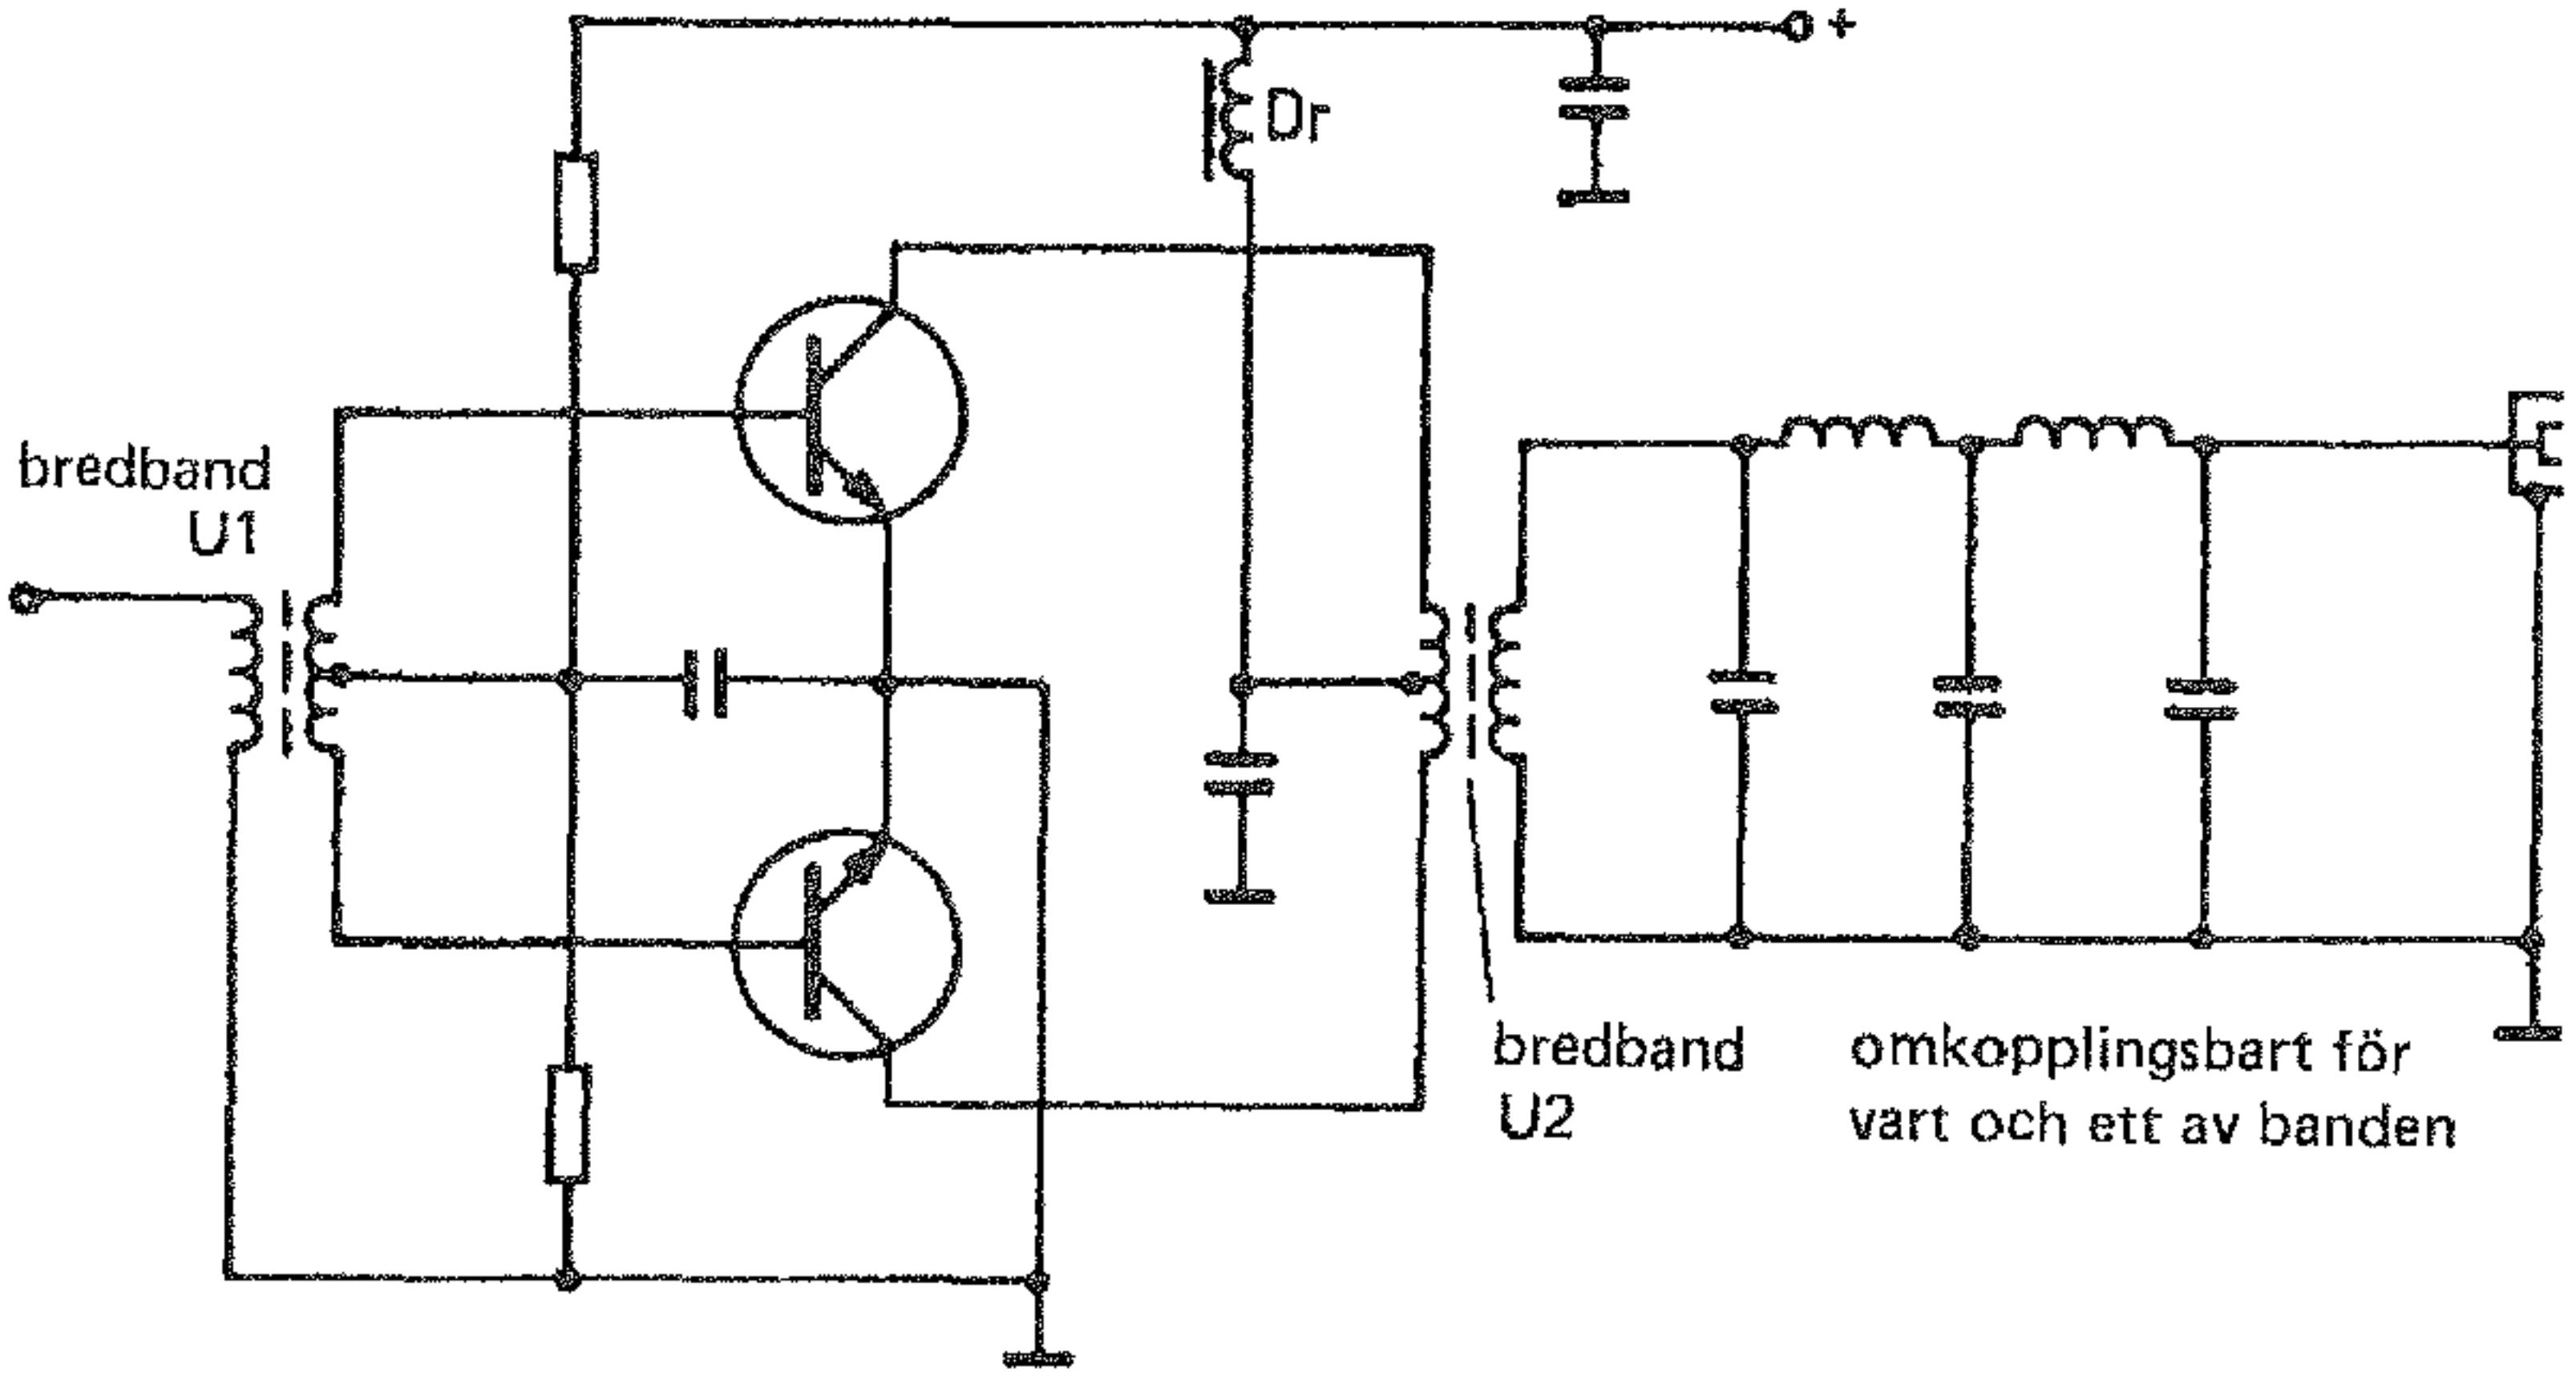 +
Dr
bredband
U1
bredband
U2
omkopplingsbart för
vart och ett av banden